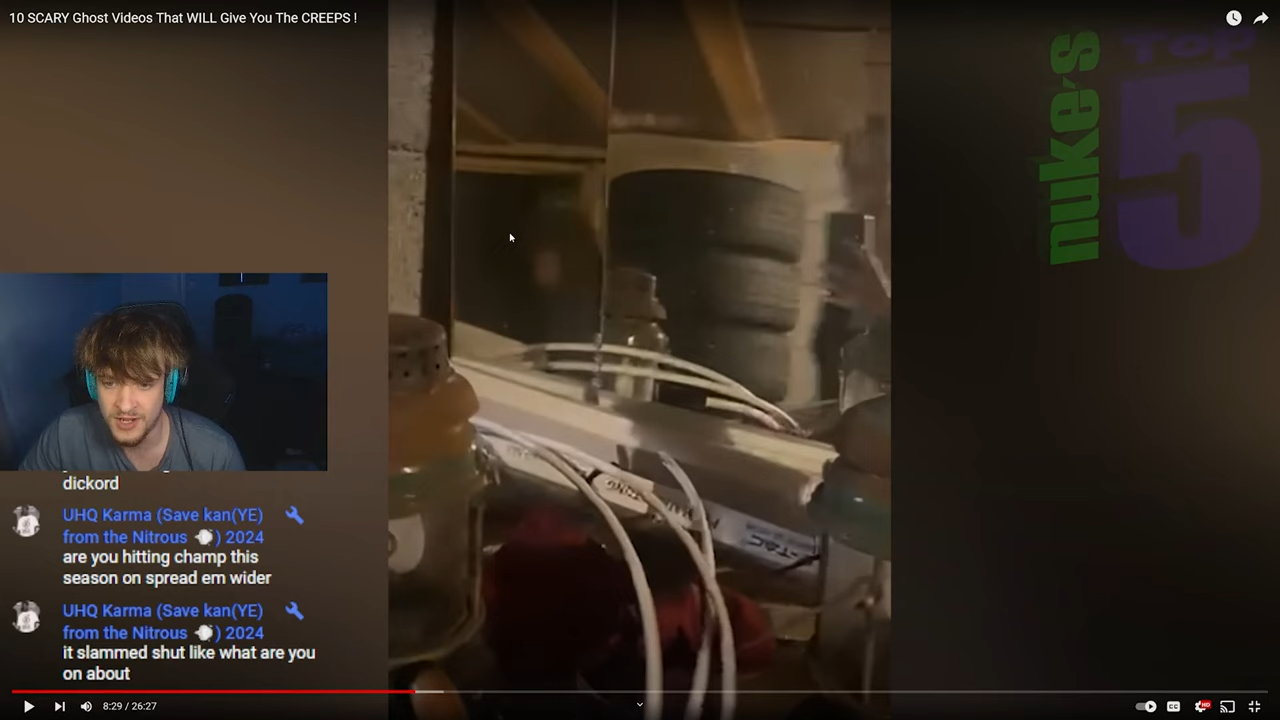 10 SCARY Ghost Videos That WILL Give You The CREEPS !
nuke's
TOP
5
dickord
UHQ Karma (Save kan(YE)
from the Nitrous ) 2024
are you hitting champ this
season on spread em wider
UHQ Karma (Save kan(YE)
from the Nitrous ) 2024
it slammed shut like what are you
on about
8:29 / 26:27
CC
HD